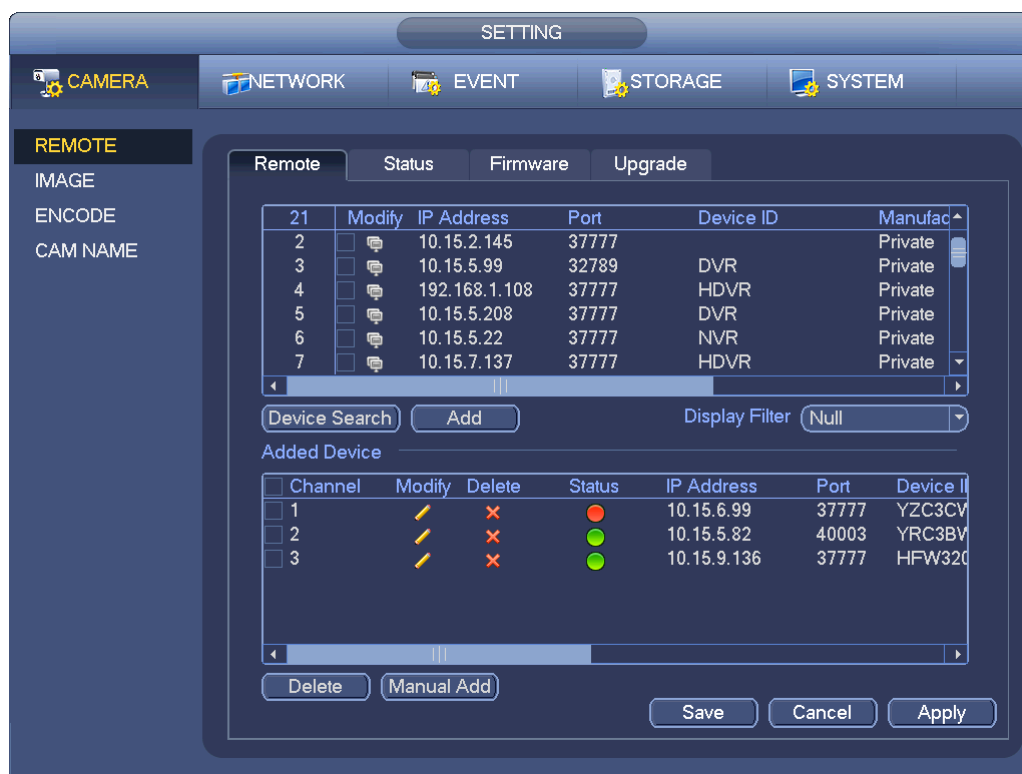 SETTING
CAMERA NETWORK EVENT STORAGE SYSTEM
REMOTE
IMAGE
ENCODE
CAM NAME
Remote Status Firmware Upgrade
21 Modify IP Address Port Device ID Manufac
2 10.15.2.145 37777 Private
3 10.15.5.99 32789 DVR Private
4 192.168.1.108 37777 HDVR Private
5 10.15.5.208 37777 DVR Private
6 10.15.5.22 37777 NVR Private
7 10.15.7.137 37777 HDVR Private
Device Search Add Display Filter Null
Added Device
Channel Modify Delete Status IP Address Port Device
1 10.15.6.99 37777 YZC3CV
2 10.15.5.82 40003 YRC3BV
3 10.15.9.136 37777 HFW320
Delete Manual Add
Save Cancel Apply